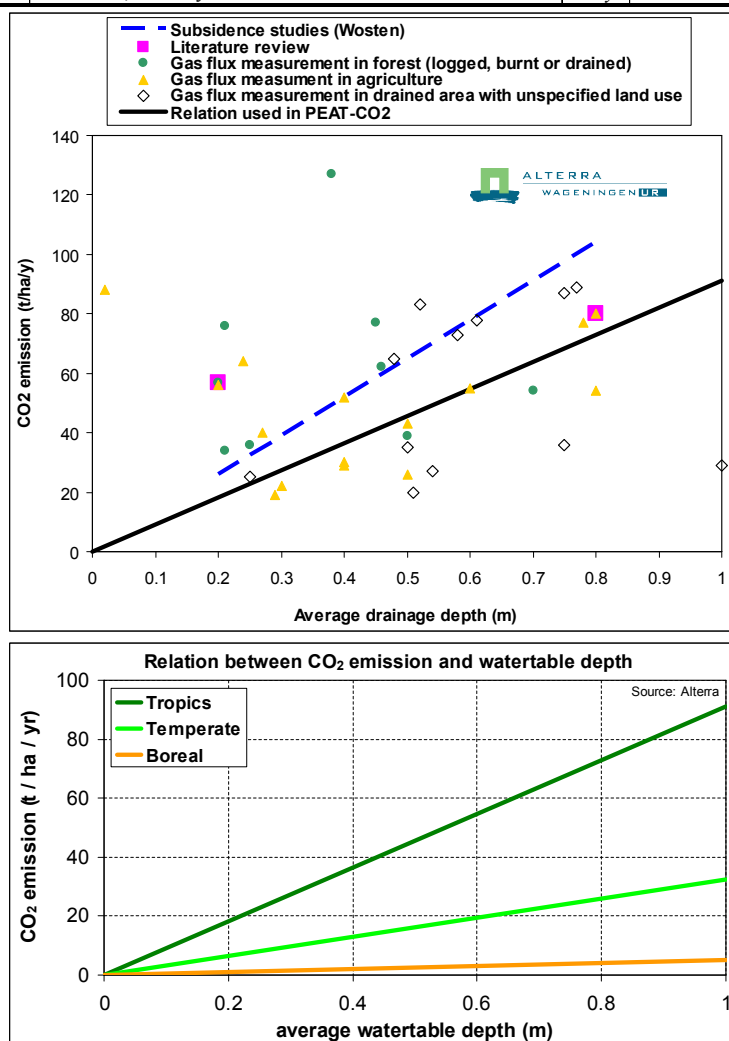 Subsidence studies (Wosten)
Literature review
Gas flux measurement in forest (logged, burnt or drained)
Gas flux measument in agriculture
Gas flux measurement in drained area with unspecified land use
Relation used in PEAT-CO2
140
120
100
80
60
40
20
0
CO2 emission (t/ha/y)
ALTERRA
WAGENINGEN UR
0 0.1 0.2 0.3 0.4 0.5 0.6 0.7 0.8 0.9 1
Average drainage depth (m)
Relation between CO₂ emission and watertable depth
Source: Alterra
Tropics
Temperate
Boreal
100
80
60
40
20
0
CO₂ emission (t / ha / yr)
0 0.2 0.4 0.6 0.8 1
average watertable depth (m)